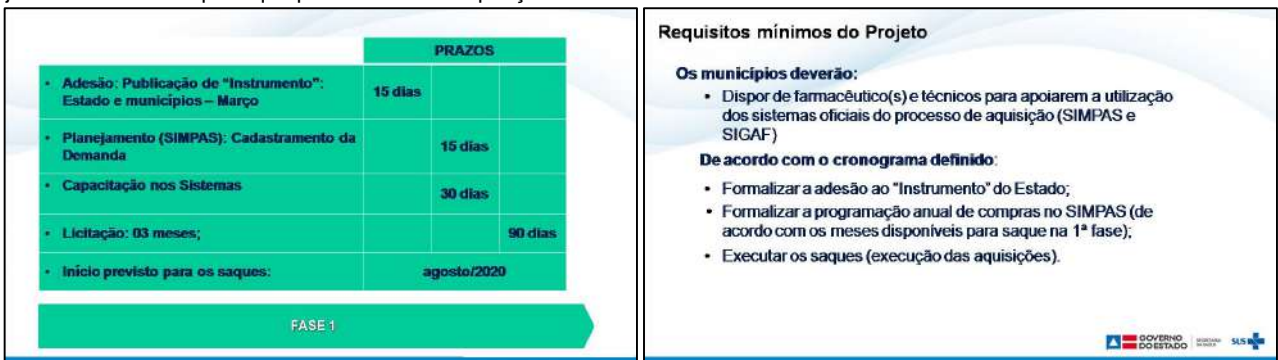 PRAZOS
• Adesão: Publicação de "Instrumento":
Estado e municípios – Março
15 dias
• Planejamento (SIMPAS): Cadastramento da
Demanda
15 dias
• Capacitação nos Sistemas
30 dias
• Licitação: 03 meses;
90 dias
• Início previsto para os saques:
agosto/2020
FASE 1
Requisitos mínimos do Projeto
Os municípios deverão:
• Dispor de farmacêutico(s) e técnicos para apoiarem a utilização
dos sistemas oficiais do processo de aquisição (SIMPAS e
SIGAF)
De acordo com o cronograma definido:
• Formalizar a adesão ao "Instrumento" do Estado;
• Formalizar a programação anual de compras no SIMPAS (de
acordo com os meses disponíveis para saque na 1ª fase);
• Executar os saques (execução das aquisições).
GOVERNO
DO ESTADO
SUS